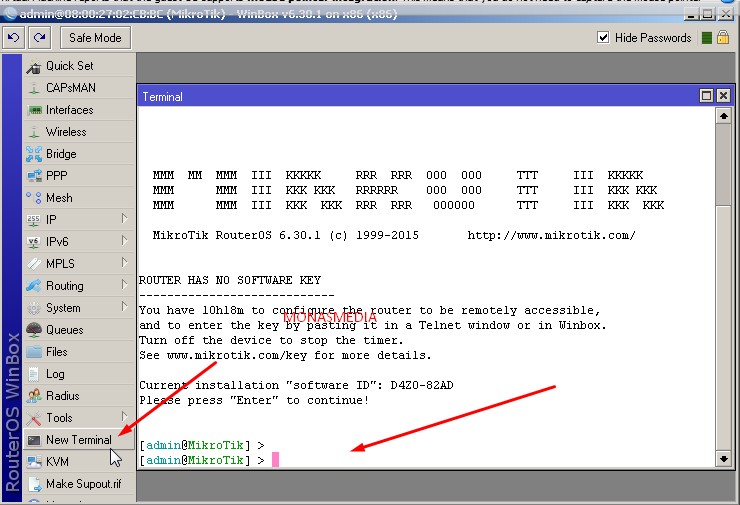 admin@08:00:27:02:CB:BC (MikroTik) - WinBox v6.30.1 on x86 (x86)
Safe Mode
Hide Passwords
Quick Set
CAPsMAN
Interfaces
Wireless
Bridge
PPP
Mesh
IP
IPv6
MPLS
Routing
System
Queues
Files
Log
Radius
Tools
New Terminal
KVM
Make Supout.rif
RouterOS WinBox
Terminal
MMM  MM  MMM  III  KKKKK     RRR  RRR  OOO  OOO     TTT     III  KKKKK
MMM      MMM  III  KKK KKK   RRRRRR    OOO  OOO     TTT     III  KKK KKK
MMM      MMM  III  KKK  KKK  RRR  RRR   OOOOOO      TTT     III  KKK  KKK
MikroTik RouterOS 6.30.1 (c) 1999-2015       http://www.mikrotik.com/
ROUTER HAS NO SOFTWARE KEY
----------------------------
You have 10h18m to configure the router to be remotely accessible,
MONASMEDIA
and to enter the key by pasting it in a Telnet window or in Winbox.
Turn off the device to stop the timer.
See www.mikrotik.com/key for more details.
Current installation "software ID": D4Z0-82AD
Please press "Enter" to continue!
[admin@MikroTik] >
[admin@MikroTik] >